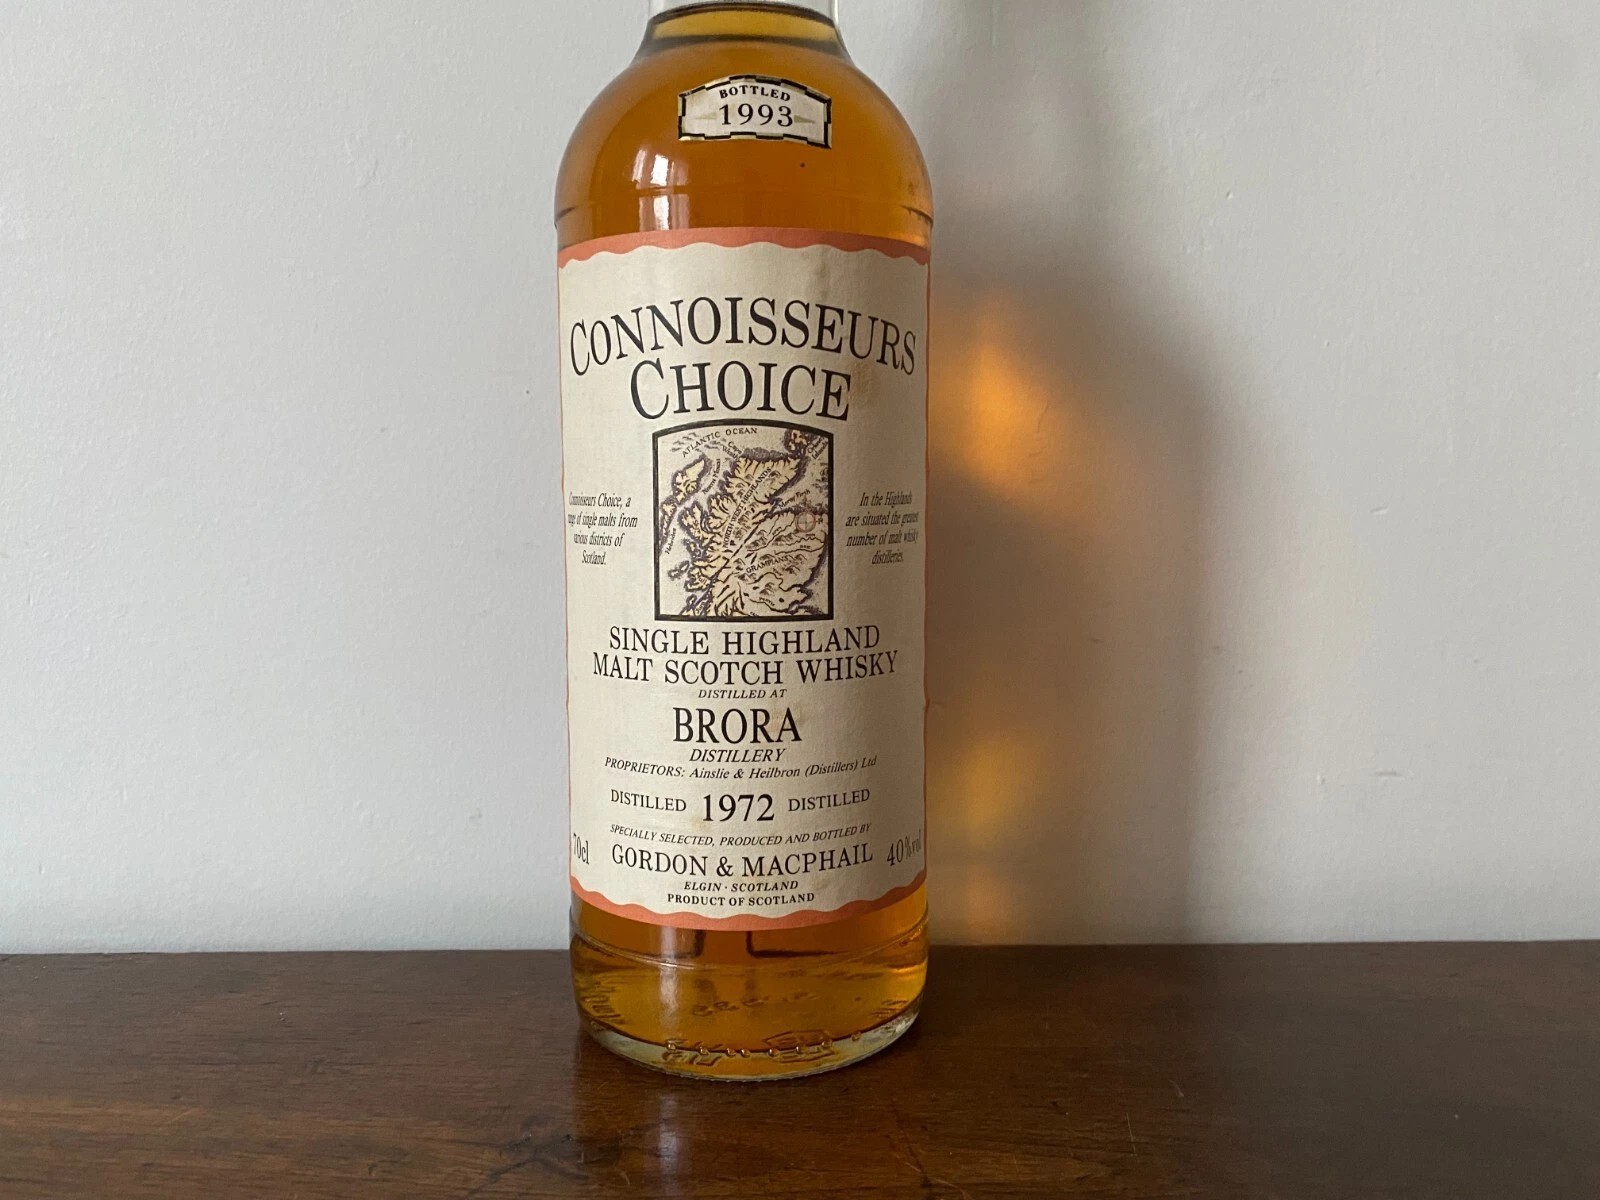 BOTTLED
1993
CONNOISSEURS
CHOICE
ATLANTIC OCEAN
NORTH WEST HIGHLANDS
GRAMPIANS
Connoisseurs Choice, a
range of single malts from
various districts of
Scotland.
In the Highlands
are situated the greatest
number of malt whisky
distilleries.
SINGLE HIGHLAND
MALT SCOTCH WHISKY
DISTILLED AT
BRORA
DISTILLERY
PROPRIETORS: Ainslie & Heilbron (Distillers) Ltd
DISTILLED 1972 DISTILLED
SPECIALLY SELECTED, PRODUCED AND BOTTLED BY
70cl GORDON & MACPHAIL 40%vol
ELGIN · SCOTLAND
PRODUCT OF SCOTLAND